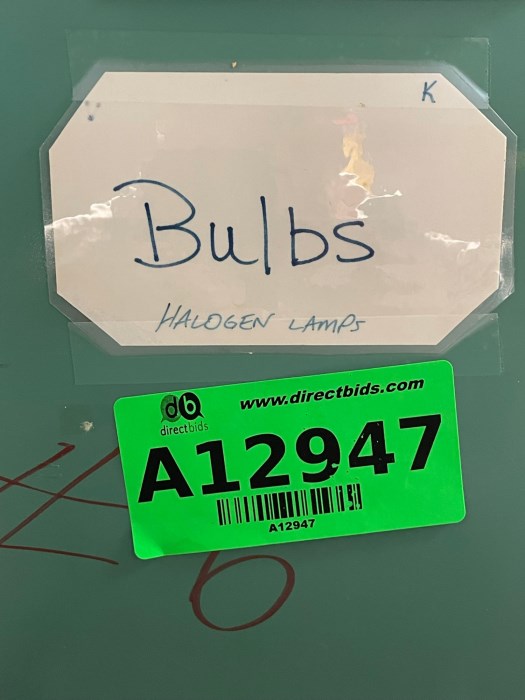 K
Bulbs
HALOGEN LAMPS
db
directbids
www.directbids.com
A12947
A12947
#6